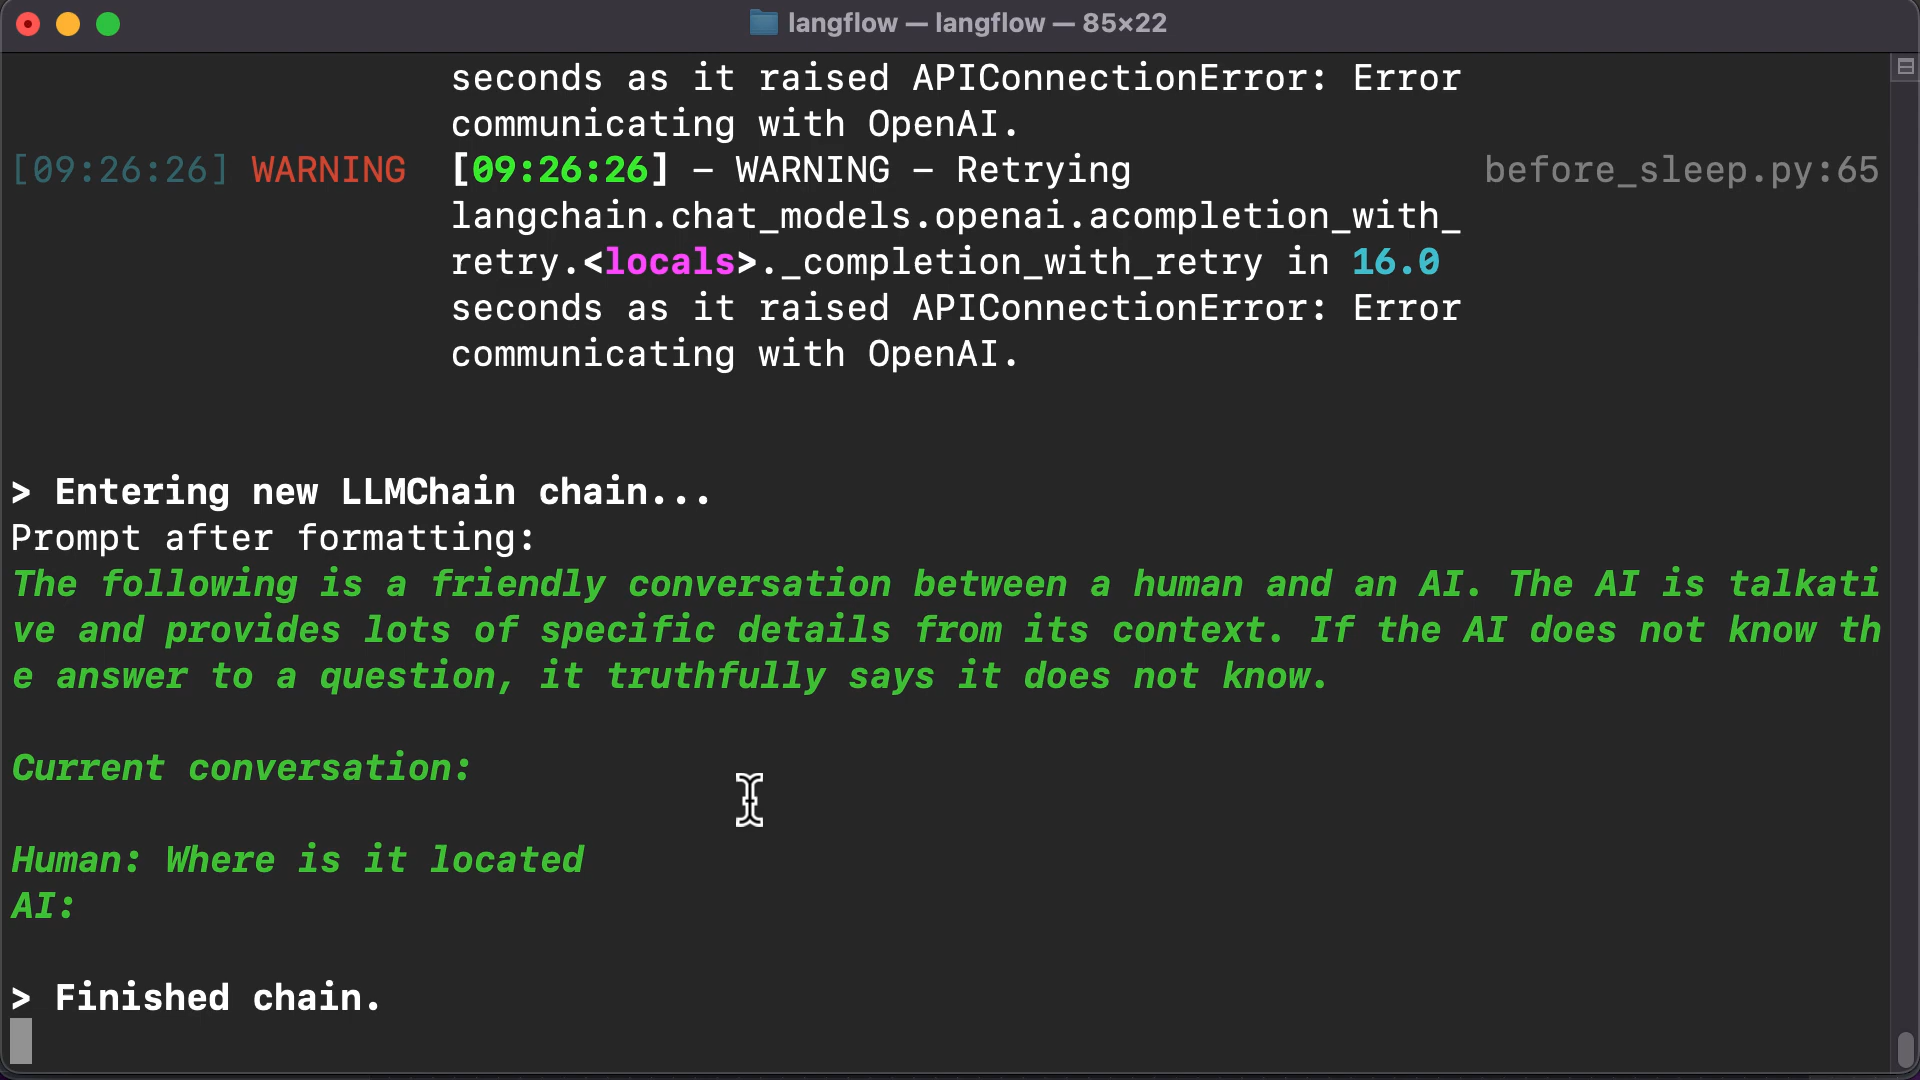 langflow — langflow — 85×22
seconds as it raised APIConnectionError: Error
communicating with OpenAI.
[09:26:26] WARNING [09:26:26] – WARNING – Retrying before_sleep.py:65
langchain.chat_models.openai.acompletion_with_
retry.<locals>._completion_with_retry in 16.0
seconds as it raised APIConnectionError: Error
communicating with OpenAI.
> Entering new LLMChain chain...
Prompt after formatting:
The following is a friendly conversation between a human and an AI. The AI is talkati
ve and provides lots of specific details from its context. If the AI does not know th
e answer to a question, it truthfully says it does not know.
Current conversation:
Human: Where is it located
AI:
> Finished chain.